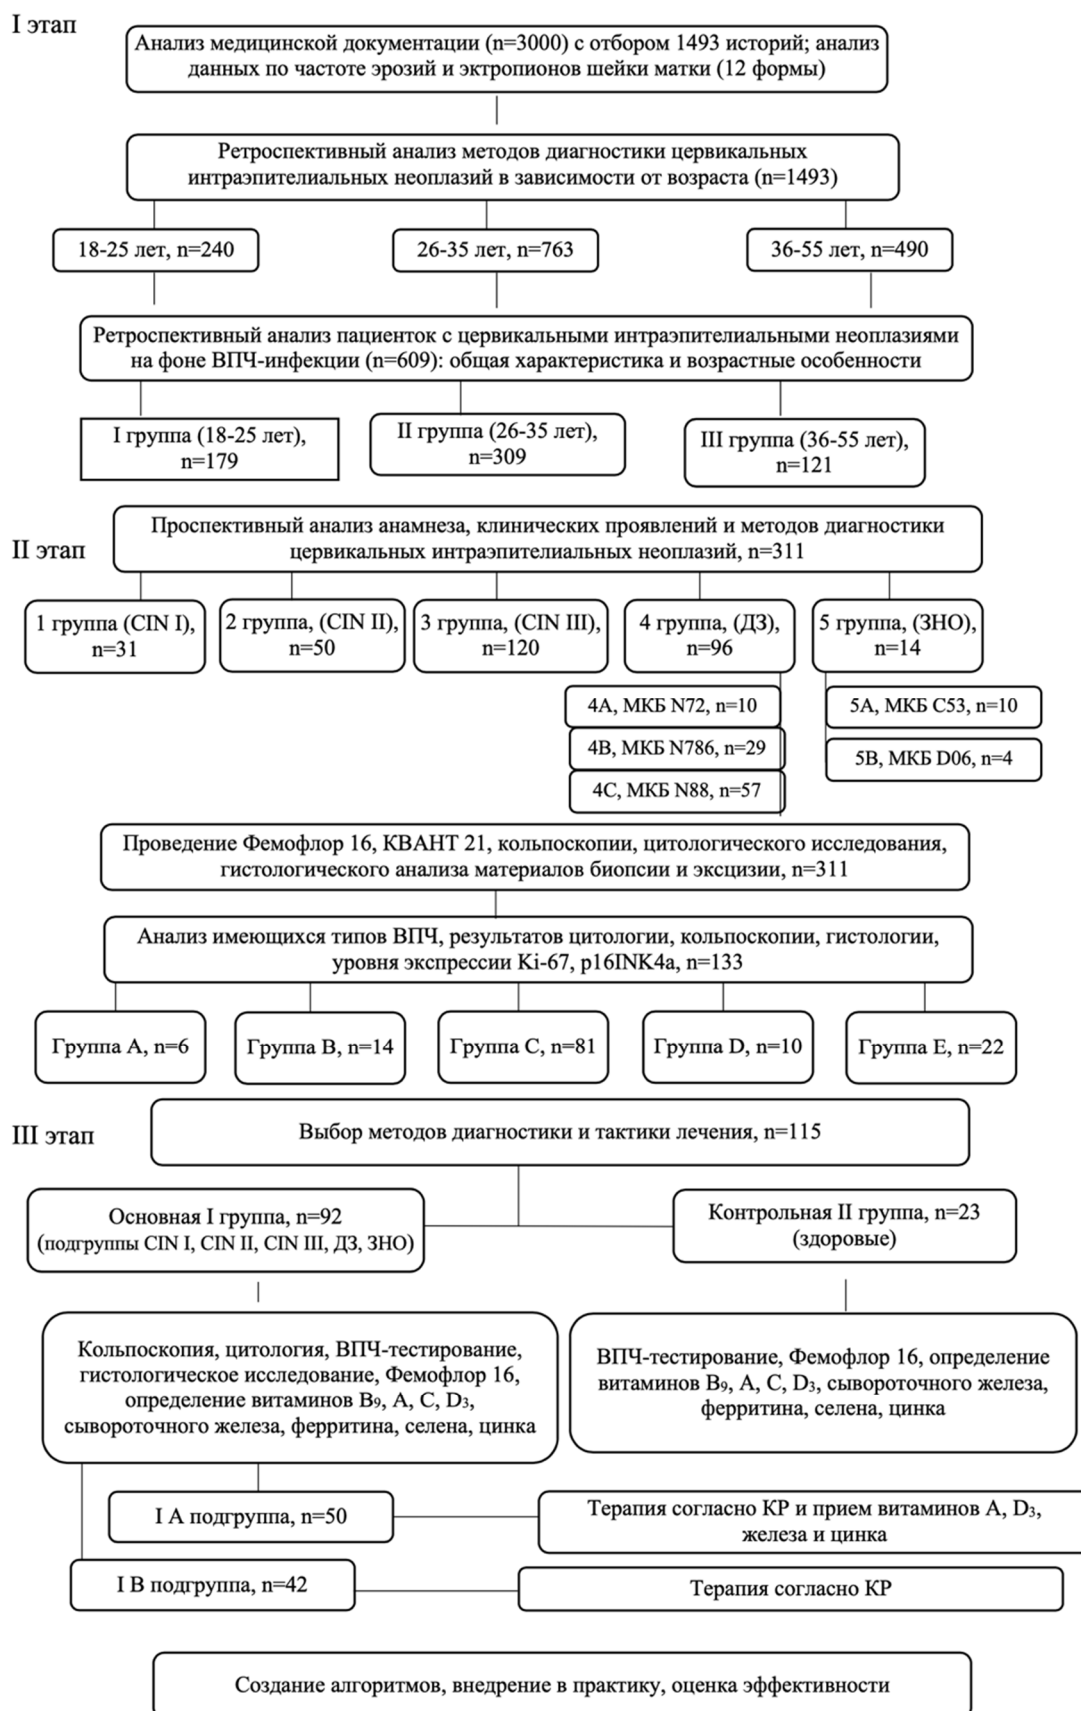 I этап
Анализ медицинской документации (n=3000) с отбором 1493 историй; анализ
данных по частоте эрозий и эктропионов шейки матки (12 формы)
Ретроспективный анализ методов диагностики цервикальных
интраэпителиальных неоплазий в зависимости от возраста (n=1493)
18-25 лет, n=240
26-35 лет, n=763
36-55 лет, n=490
Ретроспективный анализ пациенток с цервикальными интраэпителиальными неоплазиями
на фоне ВПЧ-инфекции (n=609): общая характеристика и возрастные особенности
I группа (18-25 лет),
n=179
II группа (26-35 лет),
n=309
III группа (36-55 лет),
n=121
II этап
Проспективный анализ анамнеза, клинических проявлений и методов диагностики
цервикальных интраэпителиальных неоплазий, n=311
1 группа (CIN I),
n=31
2 группа, (CIN II),
n=50
3 группа, (CIN III),
n=120
4 группа, (ДЗ),
n=96
5 группа, (ЗНО),
n=14
4A, МКБ N72, n=10
4B, МКБ N786, n=29
4C, МКБ N88, n=57
5A, МКБ C53, n=10
5B, МКБ D06, n=4
Проведение Фемофлор 16, КВАНТ 21, кольпоскопии, цитологического исследования,
гистологического анализа материалов биопсии и эксцизии, n=311
Анализ имеющихся типов ВПЧ, результатов цитологии, кольпоскопии, гистологии,
уровня экспрессии Ki-67, p16INK4a, n=133
Группа A, n=6
Группа B, n=14
Группа C, n=81
Группа D, n=10
Группа E, n=22
III этап
Выбор методов диагностики и тактики лечения, n=115
Основная I группа, n=92
(подгруппы CIN I, CIN II, CIN III, ДЗ, ЗНО)
Контрольная II группа, n=23
(здоровые)
Кольпоскопия, цитология, ВПЧ-тестирование,
гистологическое исследование, Фемофлор 16,
определение витаминов B₉, A, C, D₃,
сывороточного железа, ферритина, селена, цинка
ВПЧ-тестирование, Фемофлор 16, определение
витаминов B₉, A, C, D₃, сывороточного железа,
ферритина, селена, цинка
I A подгруппа, n=50
Терапия согласно КР и прием витаминов A, D₃,
железа и цинка
I B подгруппа, n=42
Терапия согласно КР
Создание алгоритмов, внедрение в практику, оценка эффективности